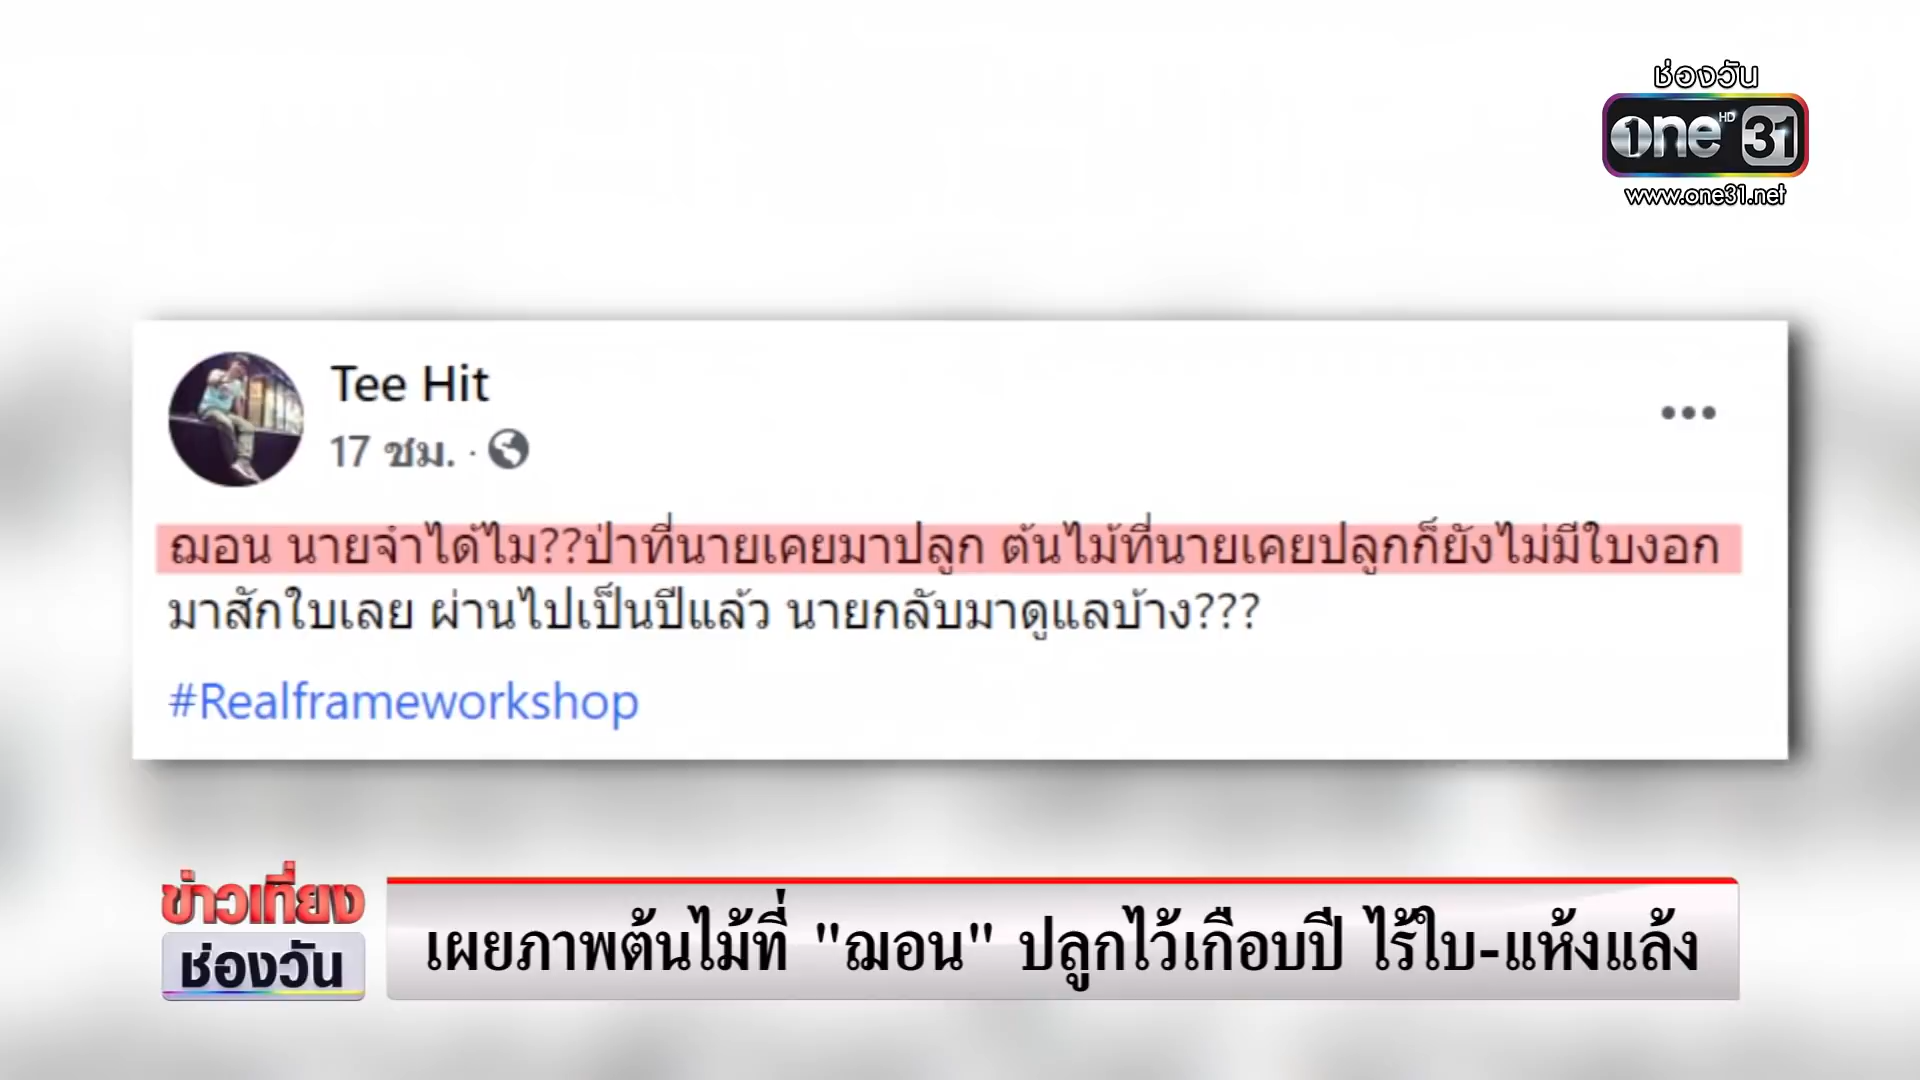 ช่องวัน
one HD 31
www.one31.net
Tee Hit
17 ชม. ·
ฌอน นายจำได้ไม??ป่าที่นายเคยมาปลูก ต้นไม้ที่นายเคยปลูกก็ยังไม่มีใบงอก
มาสักใบเลย ผ่านไปเป็นปีแล้ว นายกลับมาดูแลบ้าง???
#Realframeworkshop
ข่าวเที่ยง
ช่องวัน
เผยภาพต้นไม้ที่ "ฌอน" ปลูกไว้เกือบปี ไร้ใบ-แห้งแล้ง